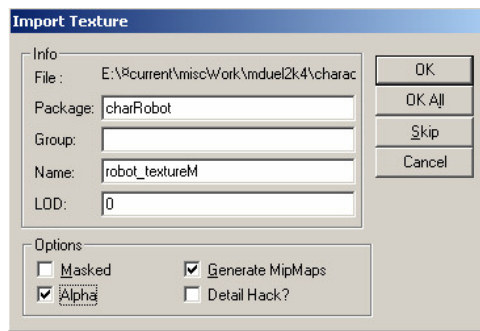 Import Texture
Info
File : E:\¤current\miscWork\mduel2k4\charac
Package: charRobot
Group:
Name: robot_textureM
LOD: 0
OK
OK All
Skip
Cancel
Options
Masked
Generate MipMaps
Alpha
Detail Hack?